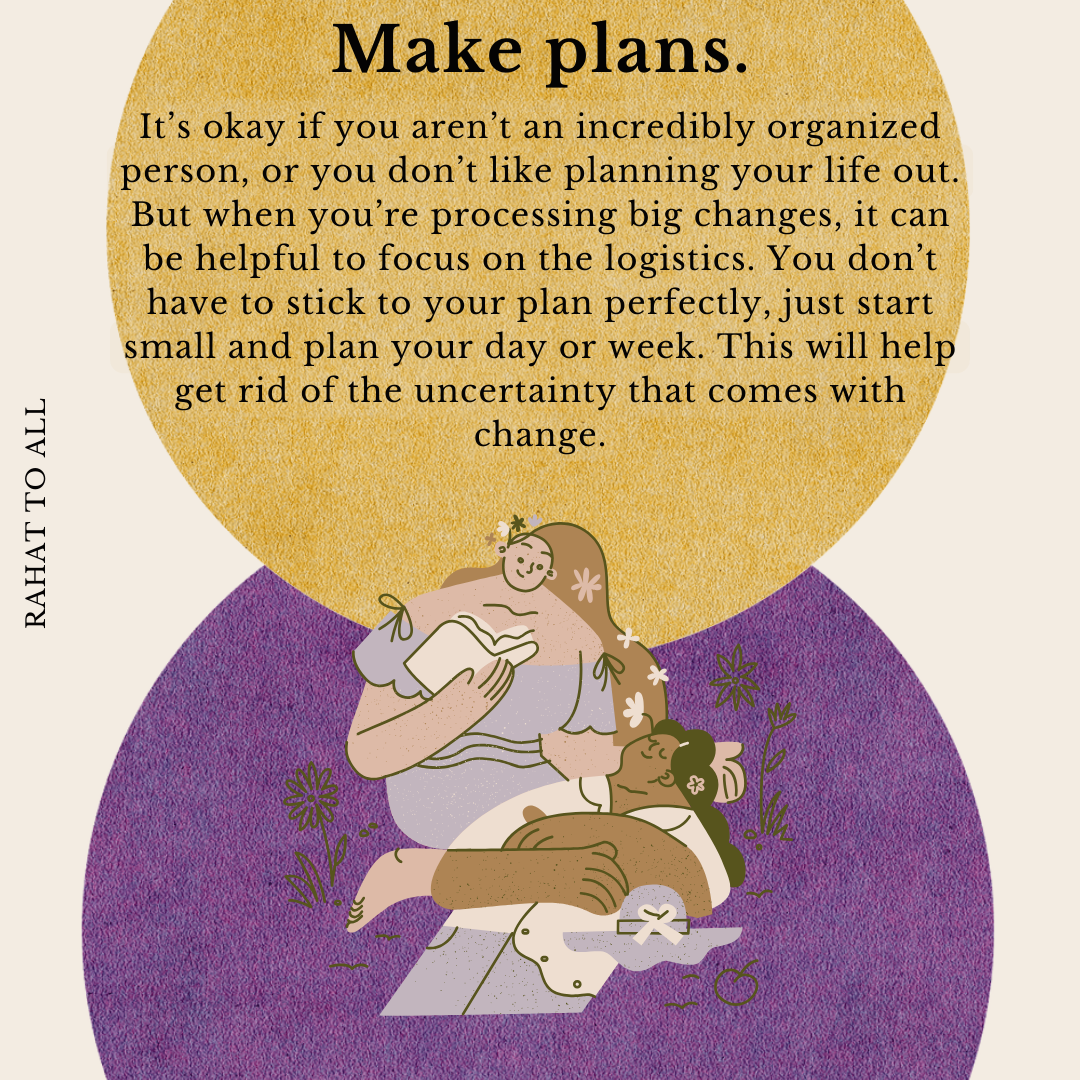 Make plans.
It’s okay if you aren’t an incredibly organized
person, or you don’t like planning your life out.
But when you’re processing big changes, it can
be helpful to focus on the logistics. You don’t
have to stick to your plan perfectly, just start
small and plan your day or week. This will help
get rid of the uncertainty that comes with
change.
RAHAT TO ALL